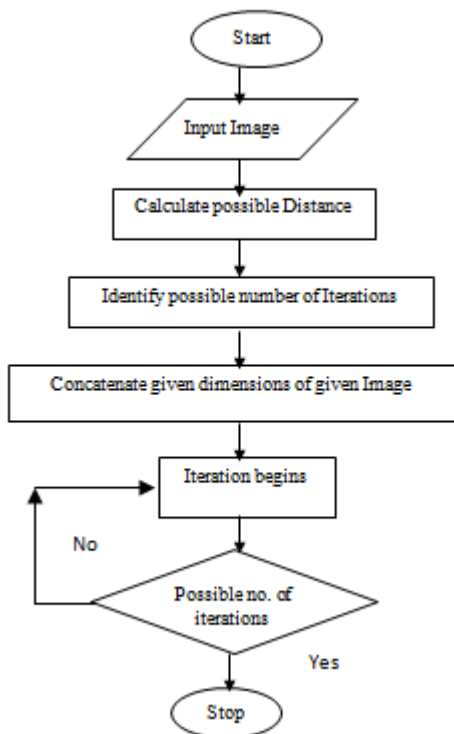 Start
Input Image
Calculate possible Distance
Identify possible number of Iterations
Concatenate given dimensions of given Image
Iteration begins
No
Possible no. of
iterations
Yes
Stop